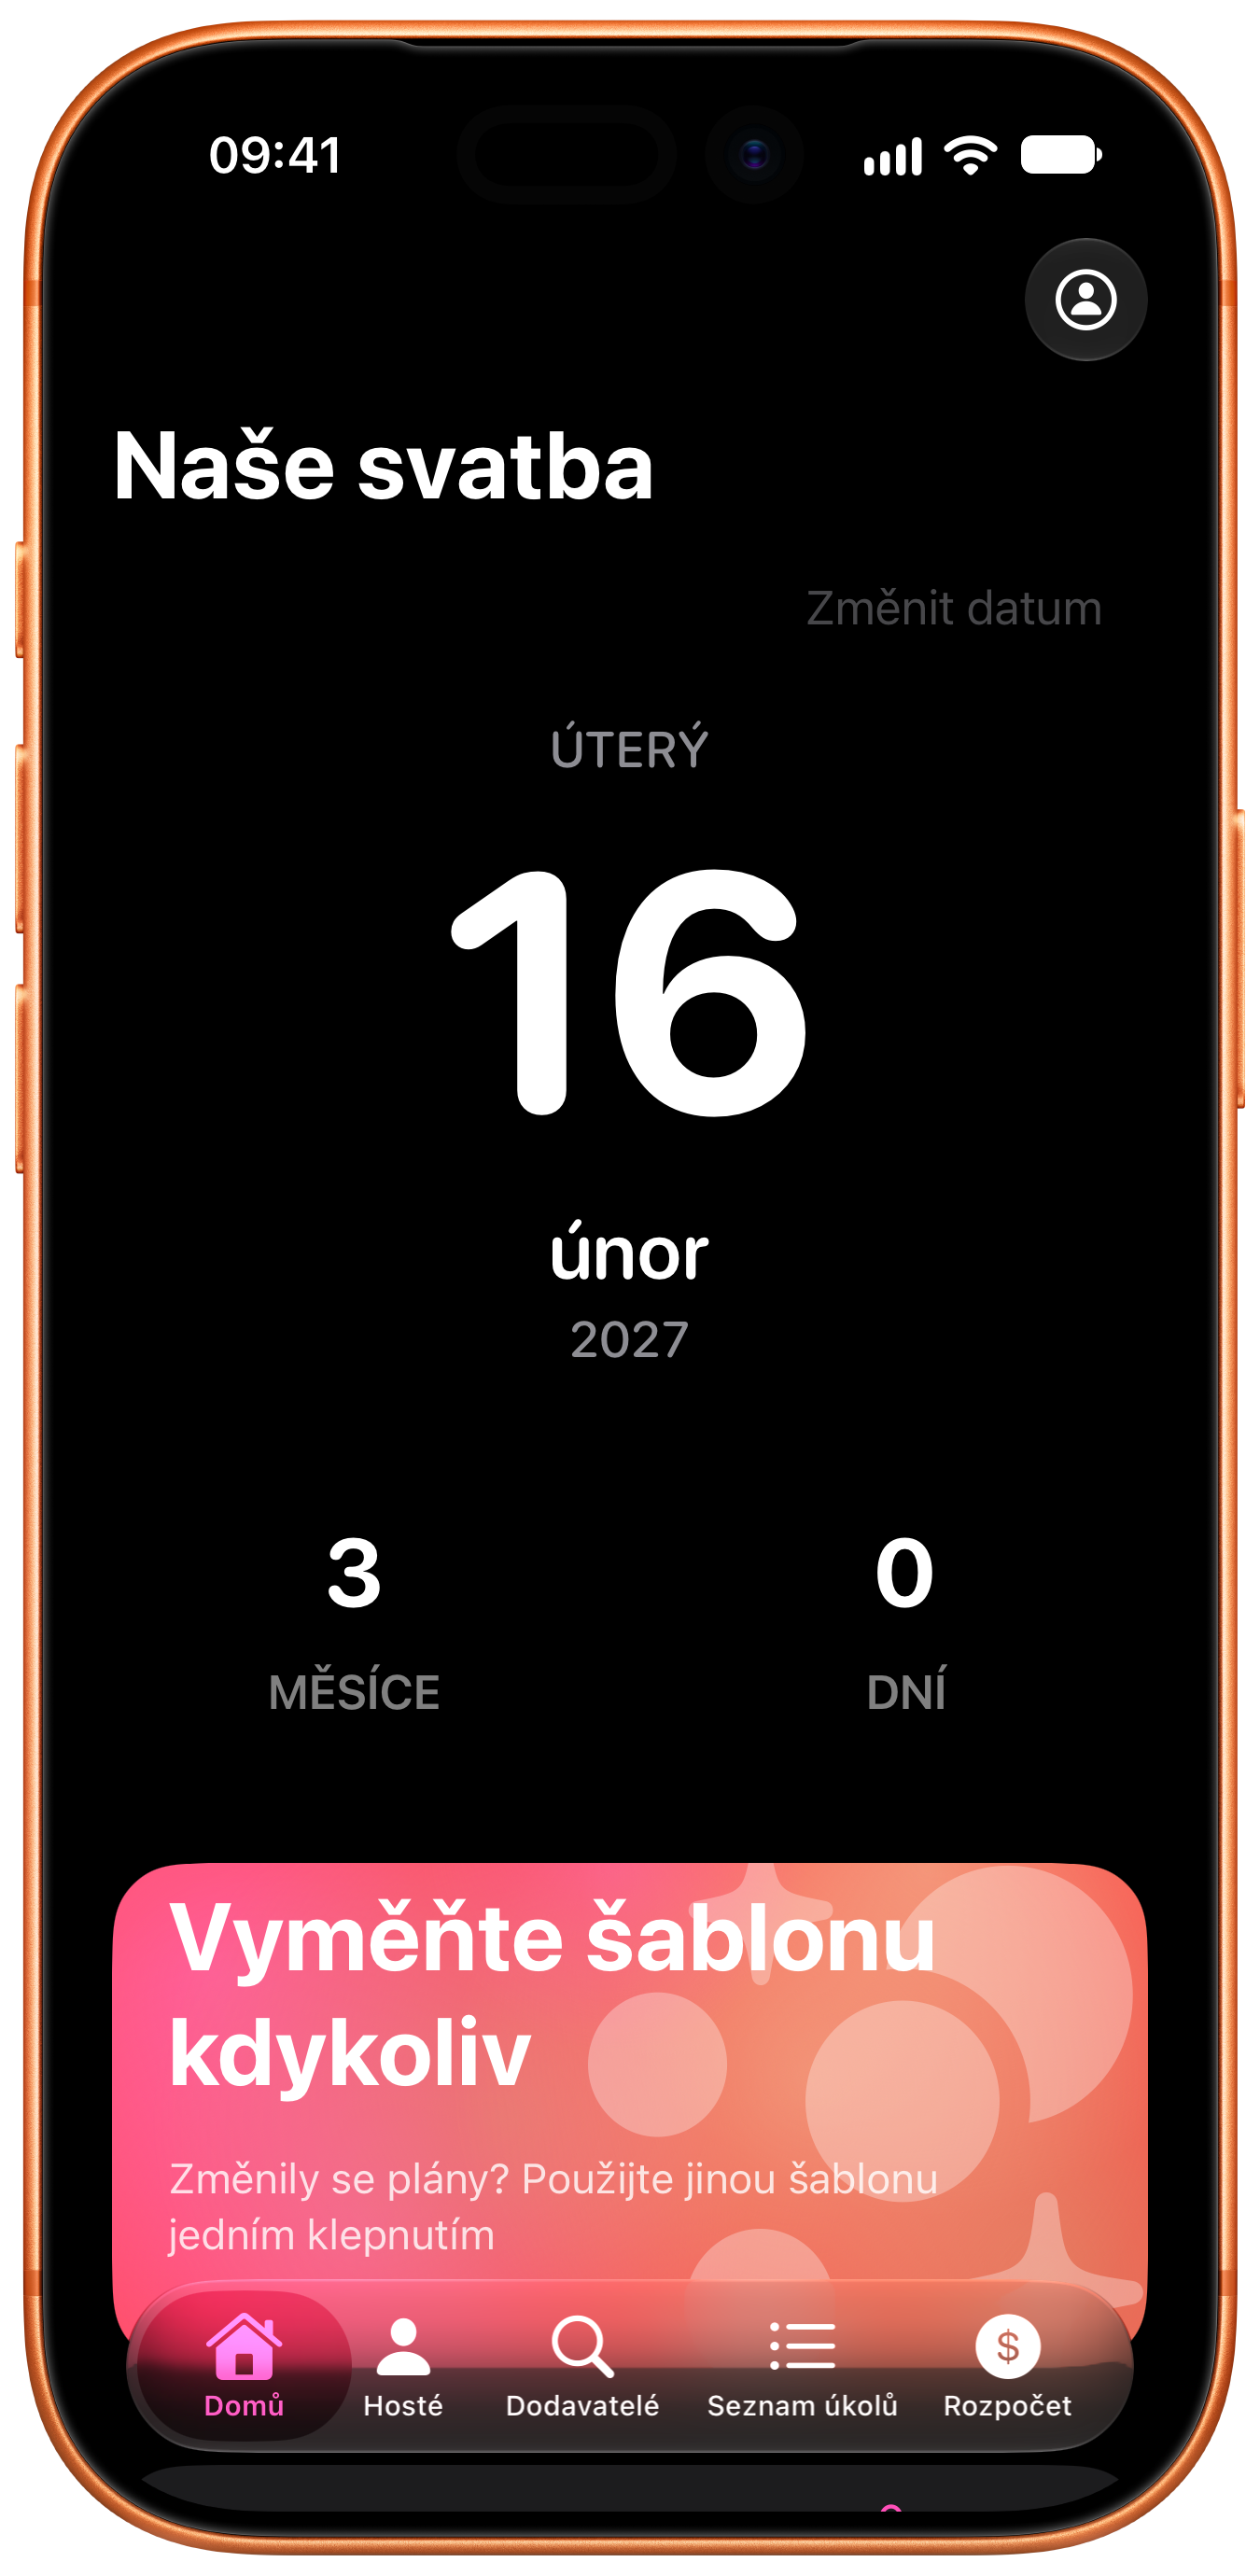 09:41
Naše svatba
Změnit datum
ÚTERÝ
16
únor
2027
3
0
MĚSÍCE
DNÍ
Vyměňte šablonu
kdykoliv
Změnily se plány? Použijte jinou šablonu
jedním klepnutím
$
Domů
Hosté
Dodavatelé
Seznam úkolů
Rozpočet